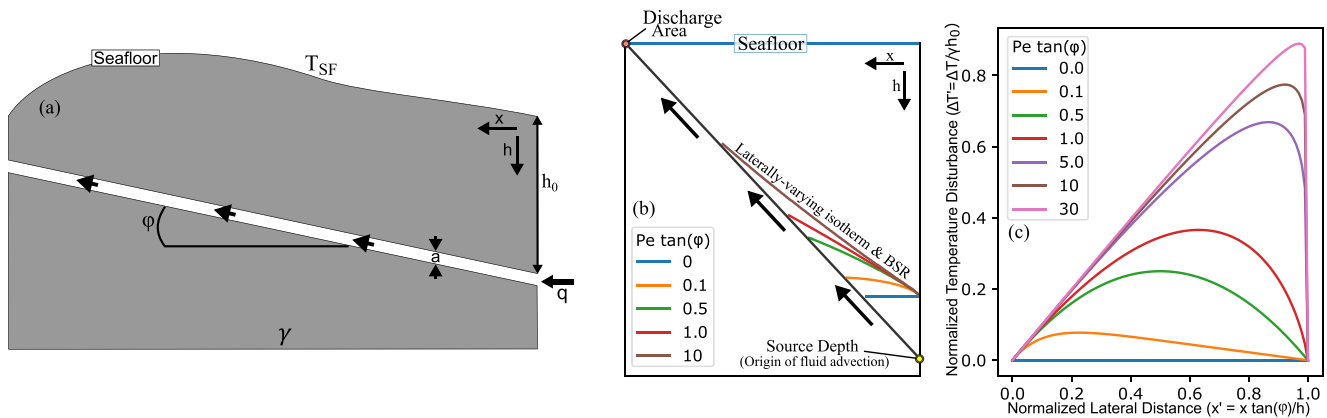 Seafloor
T_SF
(a)
x
h
h₀
φ
a
q
γ
Discharge
Area
Seafloor
x
h
Laterally-varying isotherm & BSR
(b)
Pe tan(φ)
0
0.1
0.5
1.0
10
Source Depth
(Origin of fluid advection)
Normalized Temperature Disturbance (ΔT'=ΔT/γh₀)
0.8
0.6
0.4
0.2
0.0
Pe tan(φ)
0.0
0.1
0.5
1.0
5.0
10
30
(c)
0.0 0.2 0.4 0.6 0.8 1.0
Normalized Lateral Distance (x' = x tan(φ)/h)